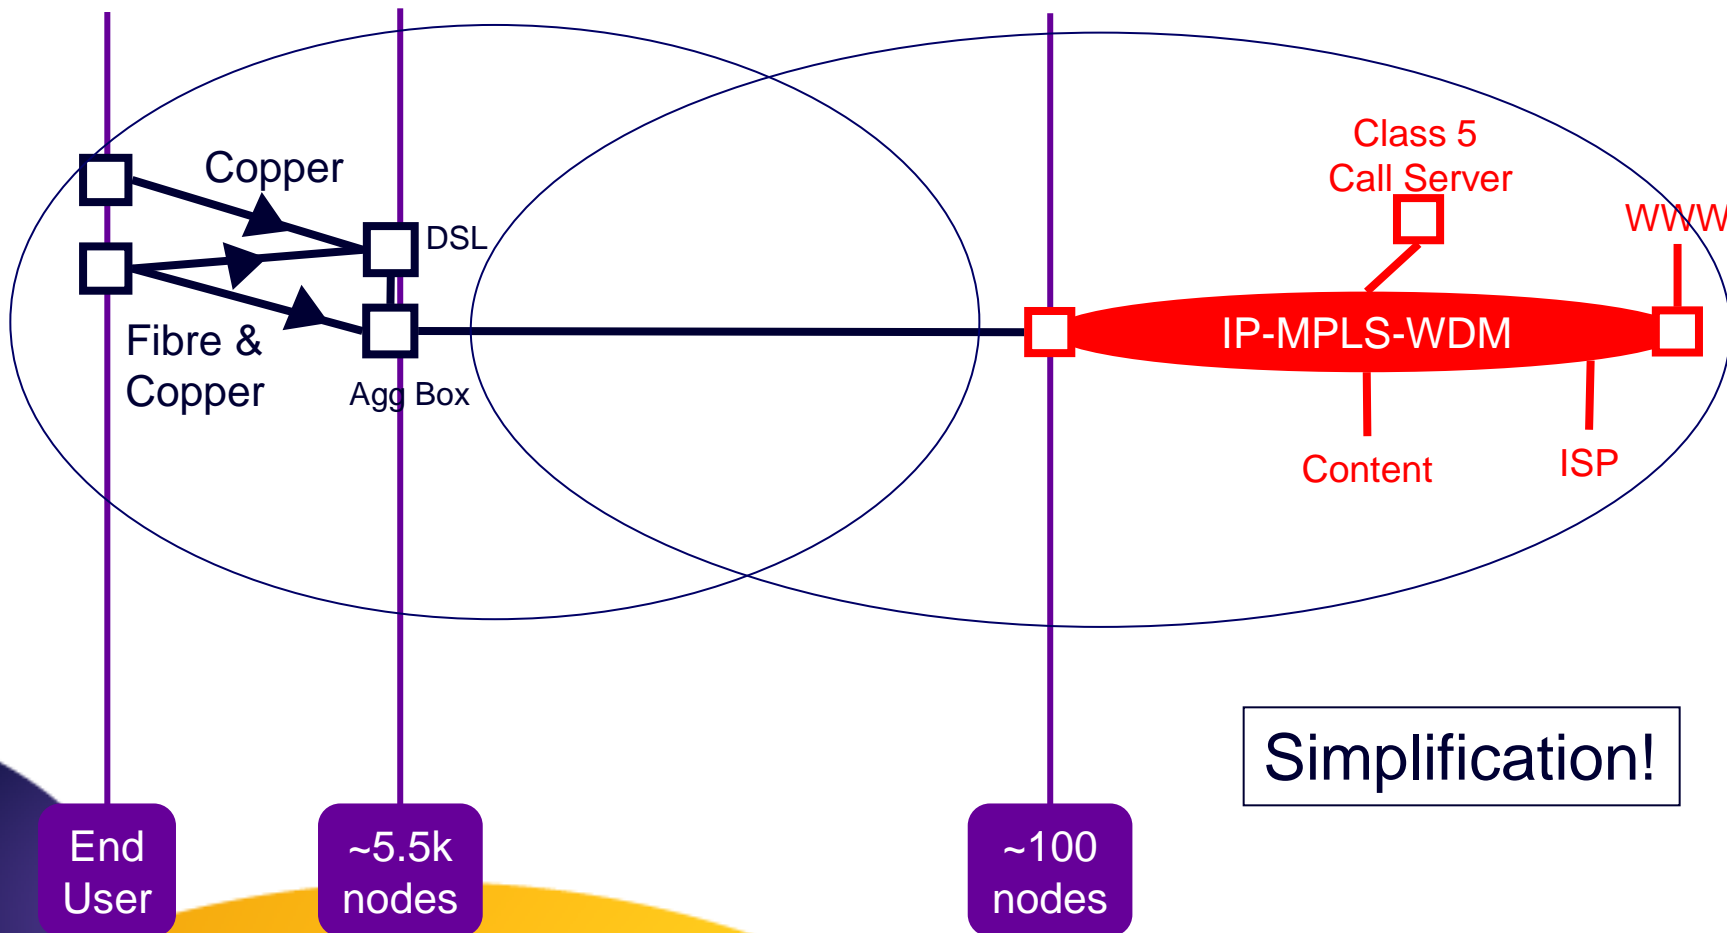 Class 5
Call Server
Copper
WWW
DSL
IP-MPLS-WDM
Fibre &
Copper
Agg Box
Content
ISP
Simplification!
End
User
~5.5k
nodes
~100
nodes